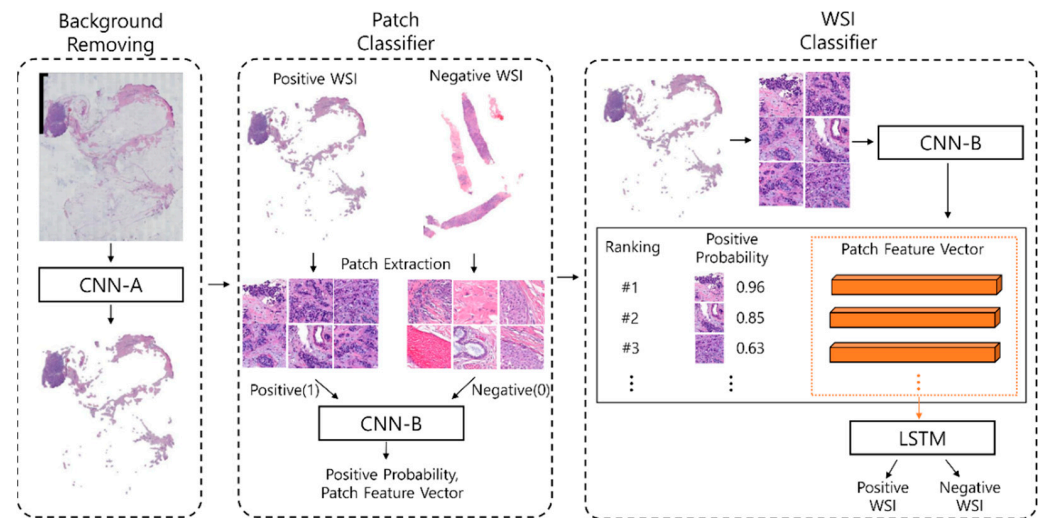 Background
Removing
CNN-A
Patch
Classifier
Positive WSI
Negative WSI
Patch Extraction
Positive(1)
Negative(0)
CNN-B
Positive Probability,
Patch Feature Vector
WSI
Classifier
CNN-B
Ranking
Positive
Probability
Patch Feature Vector
#1
0.96
#2
0.85
#3
0.63
LSTM
Positive
WSI
Negative
WSI